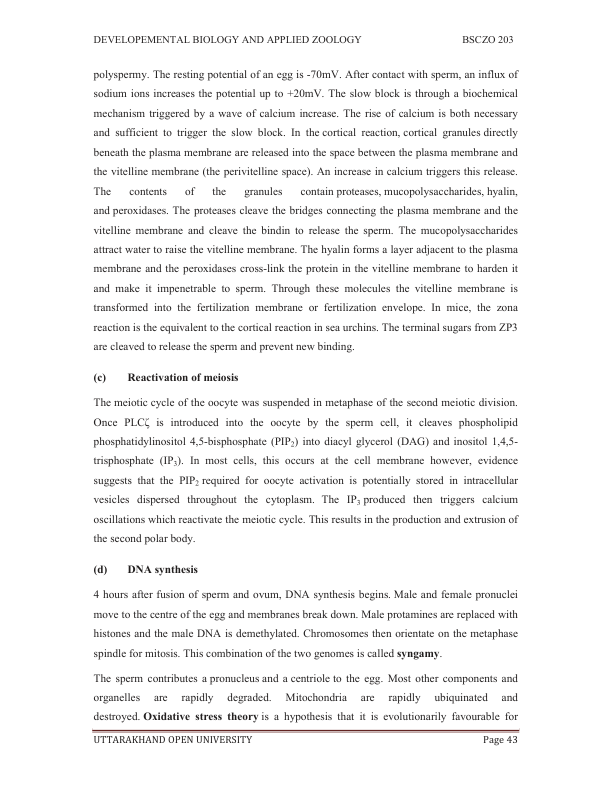 DEVELOPEMENTAL BIOLOGY AND APPLIED ZOOLOGY BSCZO 203
polyspermy. The resting potential of an egg is -70mV. After contact with sperm, an influx of
sodium ions increases the potential up to +20mV. The slow block is through a biochemical
mechanism triggered by a wave of calcium increase. The rise of calcium is both necessary
and sufficient to trigger the slow block. In the cortical reaction, cortical granules directly
beneath the plasma membrane are released into the space between the plasma membrane and
the vitelline membrane (the perivitelline space). An increase in calcium triggers this release.
The contents of the granules contain proteases, mucopolysaccharides, hyalin,
and peroxidases. The proteases cleave the bridges connecting the plasma membrane and the
vitelline membrane and cleave the bindin to release the sperm. The mucopolysaccharides
attract water to raise the vitelline membrane. The hyalin forms a layer adjacent to the plasma
membrane and the peroxidases cross-link the protein in the vitelline membrane to harden it
and make it impenetrable to sperm. Through these molecules the vitelline membrane is
transformed into the fertilization membrane or fertilization envelope. In mice, the zona
reaction is the equivalent to the cortical reaction in sea urchins. The terminal sugars from ZP3
are cleaved to release the sperm and prevent new binding.
(c) Reactivation of meiosis
The meiotic cycle of the oocyte was suspended in metaphase of the second meiotic division.
Once PLCζ is introduced into the oocyte by the sperm cell, it cleaves phospholipid
phosphatidylinositol 4,5-bisphosphate (PIP₂) into diacyl glycerol (DAG) and inositol 1,4,5-
trisphosphate (IP₃). In most cells, this occurs at the cell membrane however, evidence
suggests that the PIP₂ required for oocyte activation is potentially stored in intracellular
vesicles dispersed throughout the cytoplasm. The IP₃ produced then triggers calcium
oscillations which reactivate the meiotic cycle. This results in the production and extrusion of
the second polar body.
(d) DNA synthesis
4 hours after fusion of sperm and ovum, DNA synthesis begins. Male and female pronuclei
move to the centre of the egg and membranes break down. Male protamines are replaced with
histones and the male DNA is demethylated. Chromosomes then orientate on the metaphase
spindle for mitosis. This combination of the two genomes is called syngamy.
The sperm contributes a pronucleus and a centriole to the egg. Most other components and
organelles are rapidly degraded. Mitochondria are rapidly ubiquinated and
destroyed. Oxidative stress theory is a hypothesis that it is evolutionarily favourable for
UTTARAKHAND OPEN UNIVERSITY Page 43